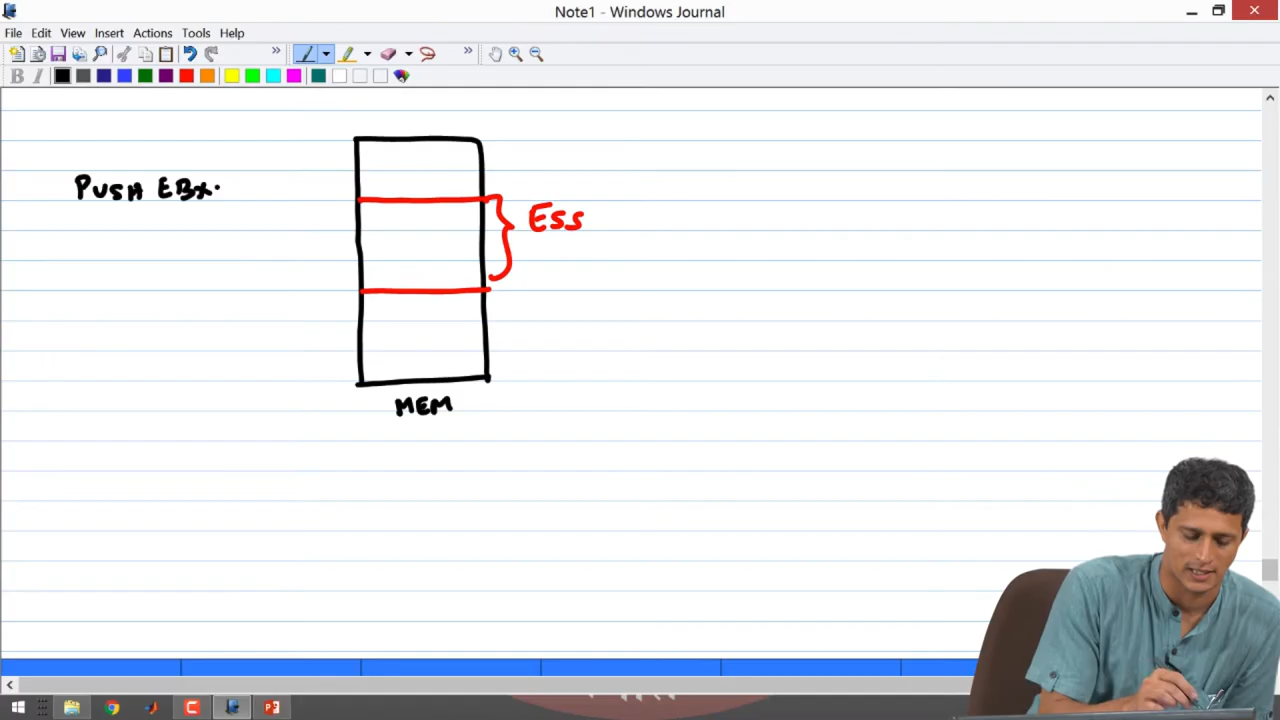 Note1 - Windows Journal
File Edit View Insert Actions Tools Help
B I
PUSH EBX.
ESS
MEM